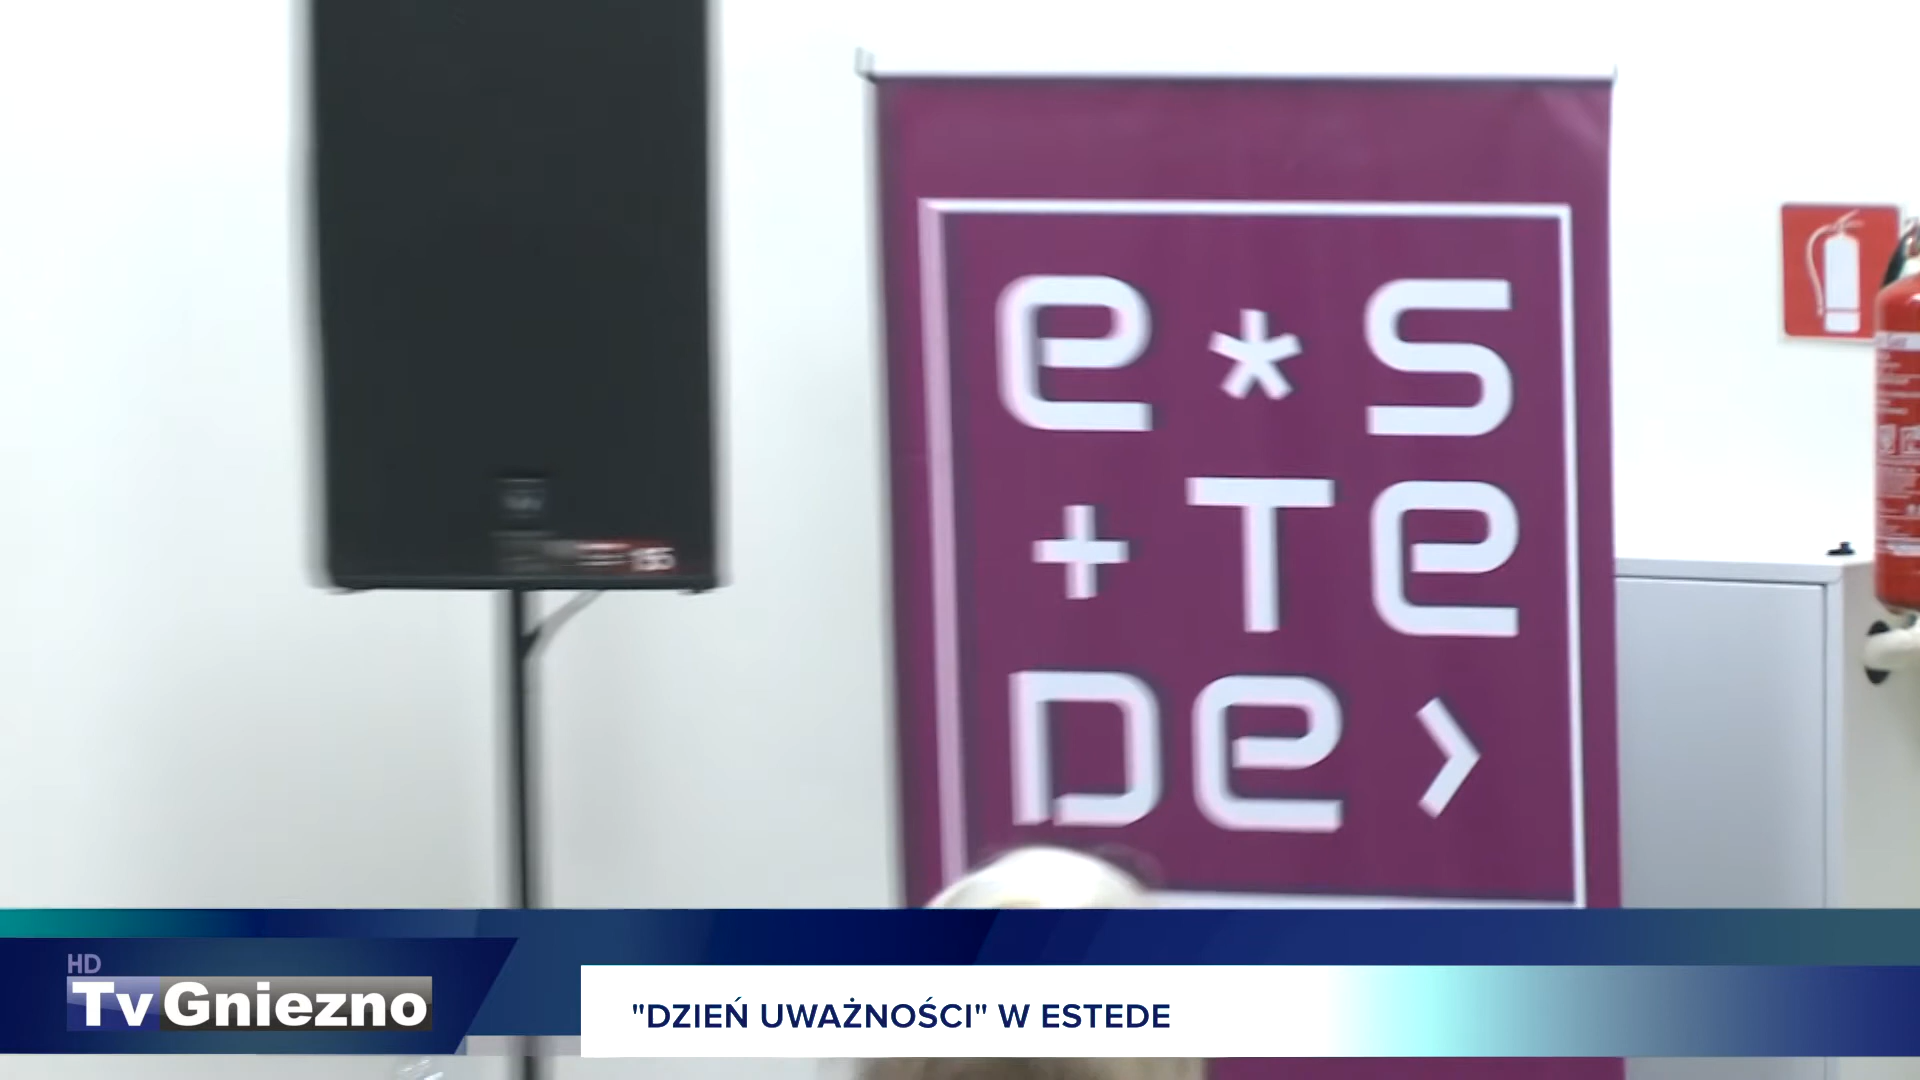 e*s
+Te
De>
HD
TvGniezno
"DZIEŃ UWAŻNOŚCI" W ESTEDE